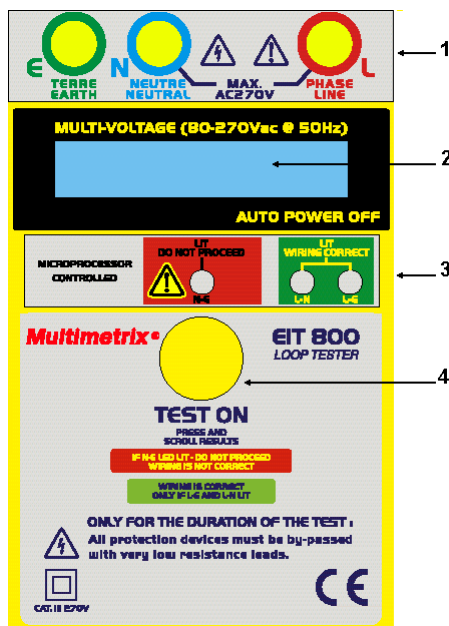 E N L
TERRE
EARTH
NEUTRE
NEUTRAL
MAX.
AC270V
PHASE
LINE
1
MULTI-VOLTAGE (80-270Vac @ 50Hz)
2
AUTO POWER OFF
MICROPROCESSOR
CONTROLLED
LIT
DO NOT PROCEED
N-E
LIT
WIRING CORRECT
L-N L-E
3
Multimetrix®
EIT 800
LOOP TESTER
4
TEST ON
PRESS AND
SCROLL RESULTS
IF N-E LED LIT - DO NOT PROCEED
WIRING IS NOT CORRECT
WIRING IS CORRECT
ONLY IF L-E AND L-N LIT
ONLY FOR THE DURATION OF THE TEST :
All protection devices must be by-passed
with very low resistance leads.
CAT. III 270V
CE